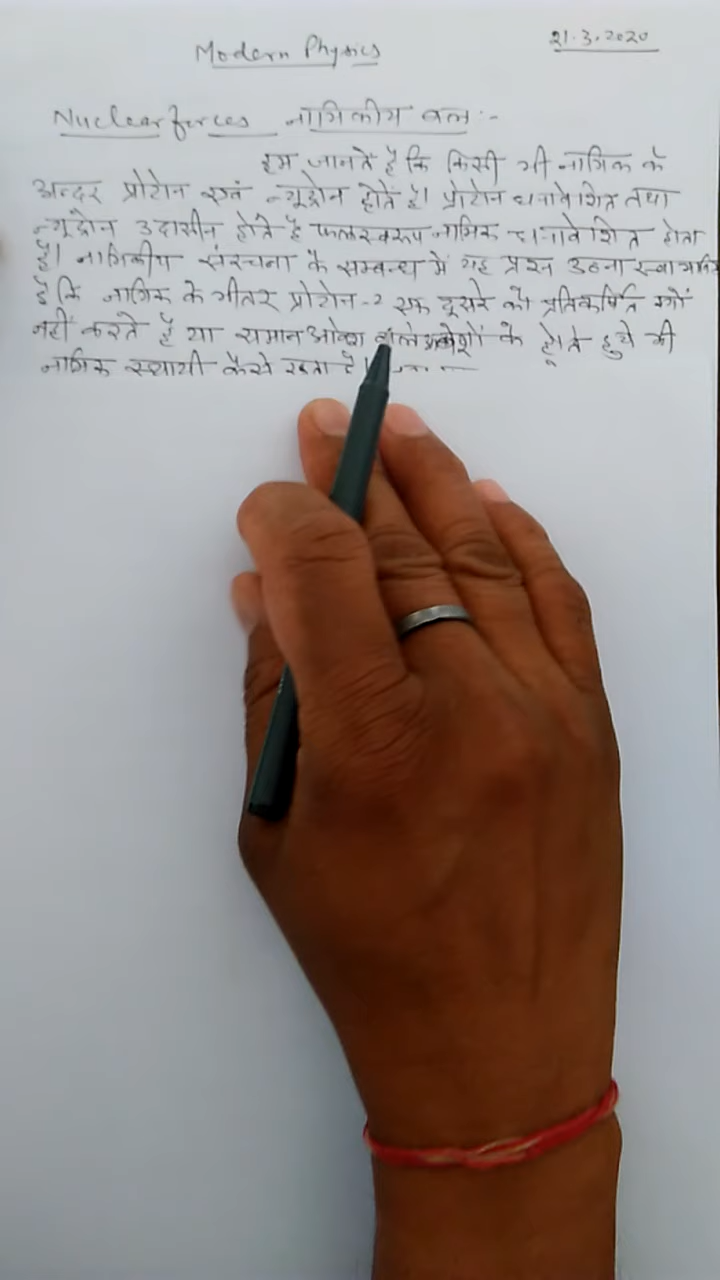 Modern Physics
21.3.2020
Nuclear forces नाभिकीय बल :-
हम जानते है कि किसी भी नाभिक के
अन्दर प्रोटोन एवं न्यूट्रोन होते है। प्रोटोन धनावेशित तथा
न्यूट्रोन उदासीन होते है फलस्वरूप नाभिक धनावेशित होता
है। नाभिकीय संरचना के सम्बन्ध में यह प्रश्न उठना स्वाभाविक
है कि नाभिक के भीतर प्रोटोन-2 एक दूसरे को प्रतिकर्षित क्यों
नहीं करते है या समान आवेश वाले के होते हुये भी
नाभिक स्थायी कैसे रहता है।